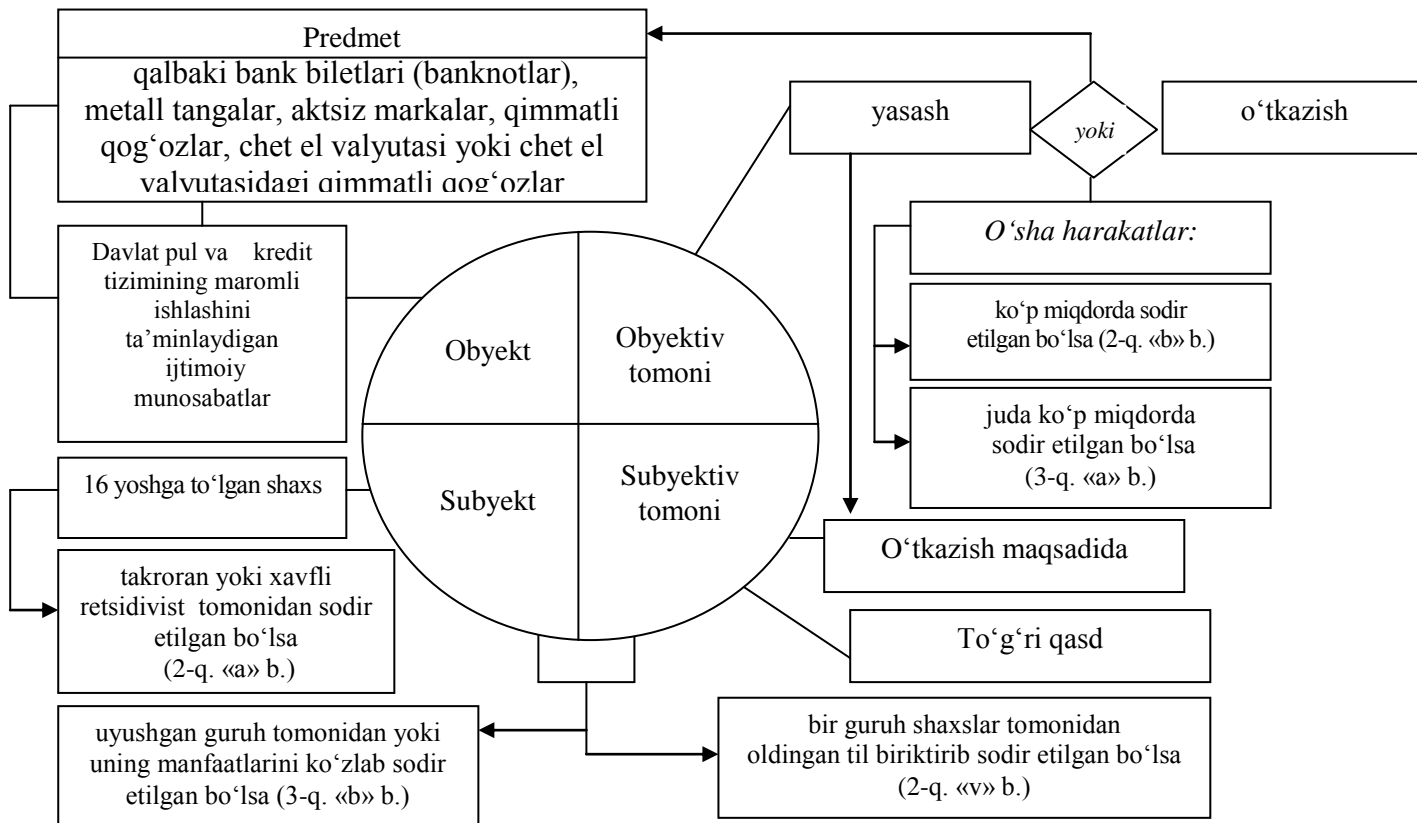 Predmet
qalbaki bank biletlari (banknotlar),
metall tangalar, aktsiz markalar, qimmatli
qog‘ozlar, chet el valyutasi yoki chet el
valyutasidagi qimmatli qog‘ozlar
yasash
yoki
o‘tkazish
O‘sha harakatlar:
ko‘p miqdorda sodir
etilgan bo‘lsa (2-q. «b» b.)
juda ko‘p miqdorda
sodir etilgan bo‘lsa
(3-q. «a» b.)
Davlat pul va kredit
tizimining maromli
ishlashini
ta’minlaydigan
ijtimoiy
munosabatlar
Obyekt
Obyektiv
tomoni
Subyekt
Subyektiv
tomoni
16 yoshga to‘lgan shaxs
takroran yoki xavfli
retsidivist tomonidan sodir
etilgan bo‘lsa
(2-q. «a» b.)
O‘tkazish maqsadida
To‘g‘ri qasd
uyushgan guruh tomonidan yoki
uning manfaatlarini ko‘zlab sodir
etilgan bo‘lsa (3-q. «b» b.)
bir guruh shaxslar tomonidan
oldingan til biriktirib sodir etilgan bo‘lsa
(2-q. «v» b.)